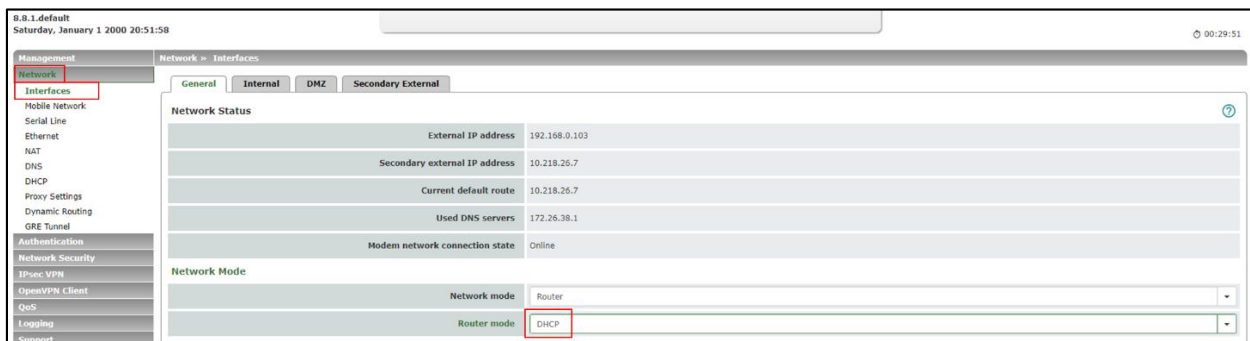 8.8.1.default
Saturday, January 1 2000 20:51:58
00:29:51
Management
Network
Interfaces
Mobile Network
Serial Line
Ethernet
NAT
DNS
DHCP
Proxy Settings
Dynamic Routing
GRE Tunnel
Authentication
Network Security
IPsec VPN
OpenVPN Client
QoS
Logging
Support
Network » Interfaces
General Internal DMZ Secondary External
Network Status
External IP address 192.168.0.103
Secondary external IP address 10.218.26.7
Current default route 10.218.26.7
Used DNS servers 172.26.38.1
Modem network connection state Online
Network Mode
Network mode Router
Router mode DHCP